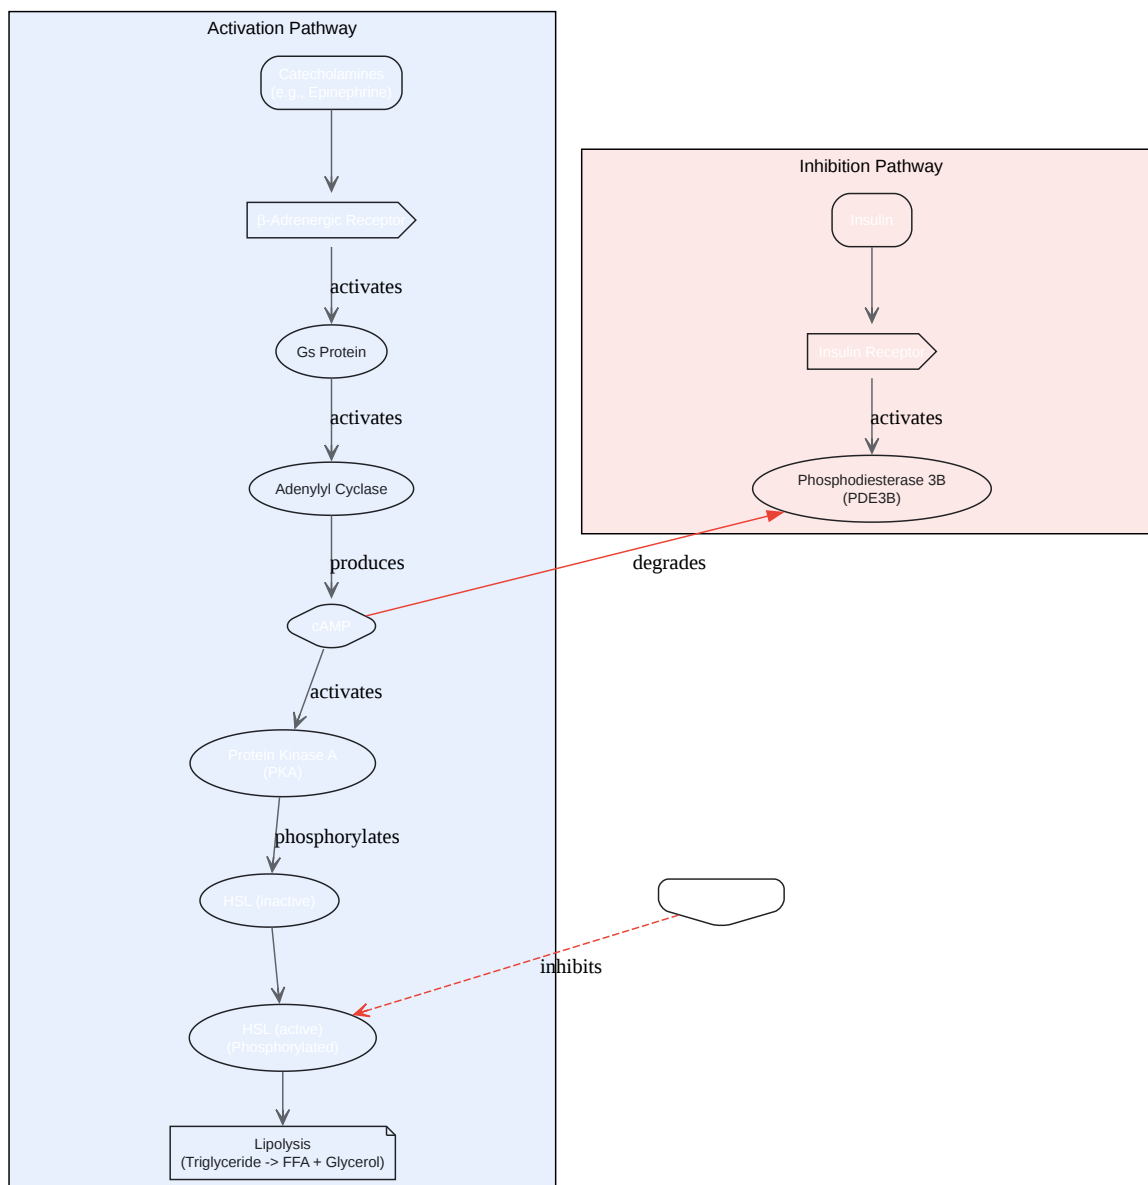 Activation Pathway
Catecholamines
(e.g., Epinephrine)
β-Adrenergic Receptor
activates
Gs Protein
activates
Adenylyl Cyclase
produces
cAMP
activates
Protein Kinase A
(PKA)
phosphorylates
HSL (inactive)
HSL (active)
(Phosphorylated)
Lipolysis
(Triglyceride -> FFA + Glycerol)
Inhibition Pathway
Insulin
Insulin Receptor
activates
Phosphodiesterase 3B
(PDE3B)
degrades
inhibits